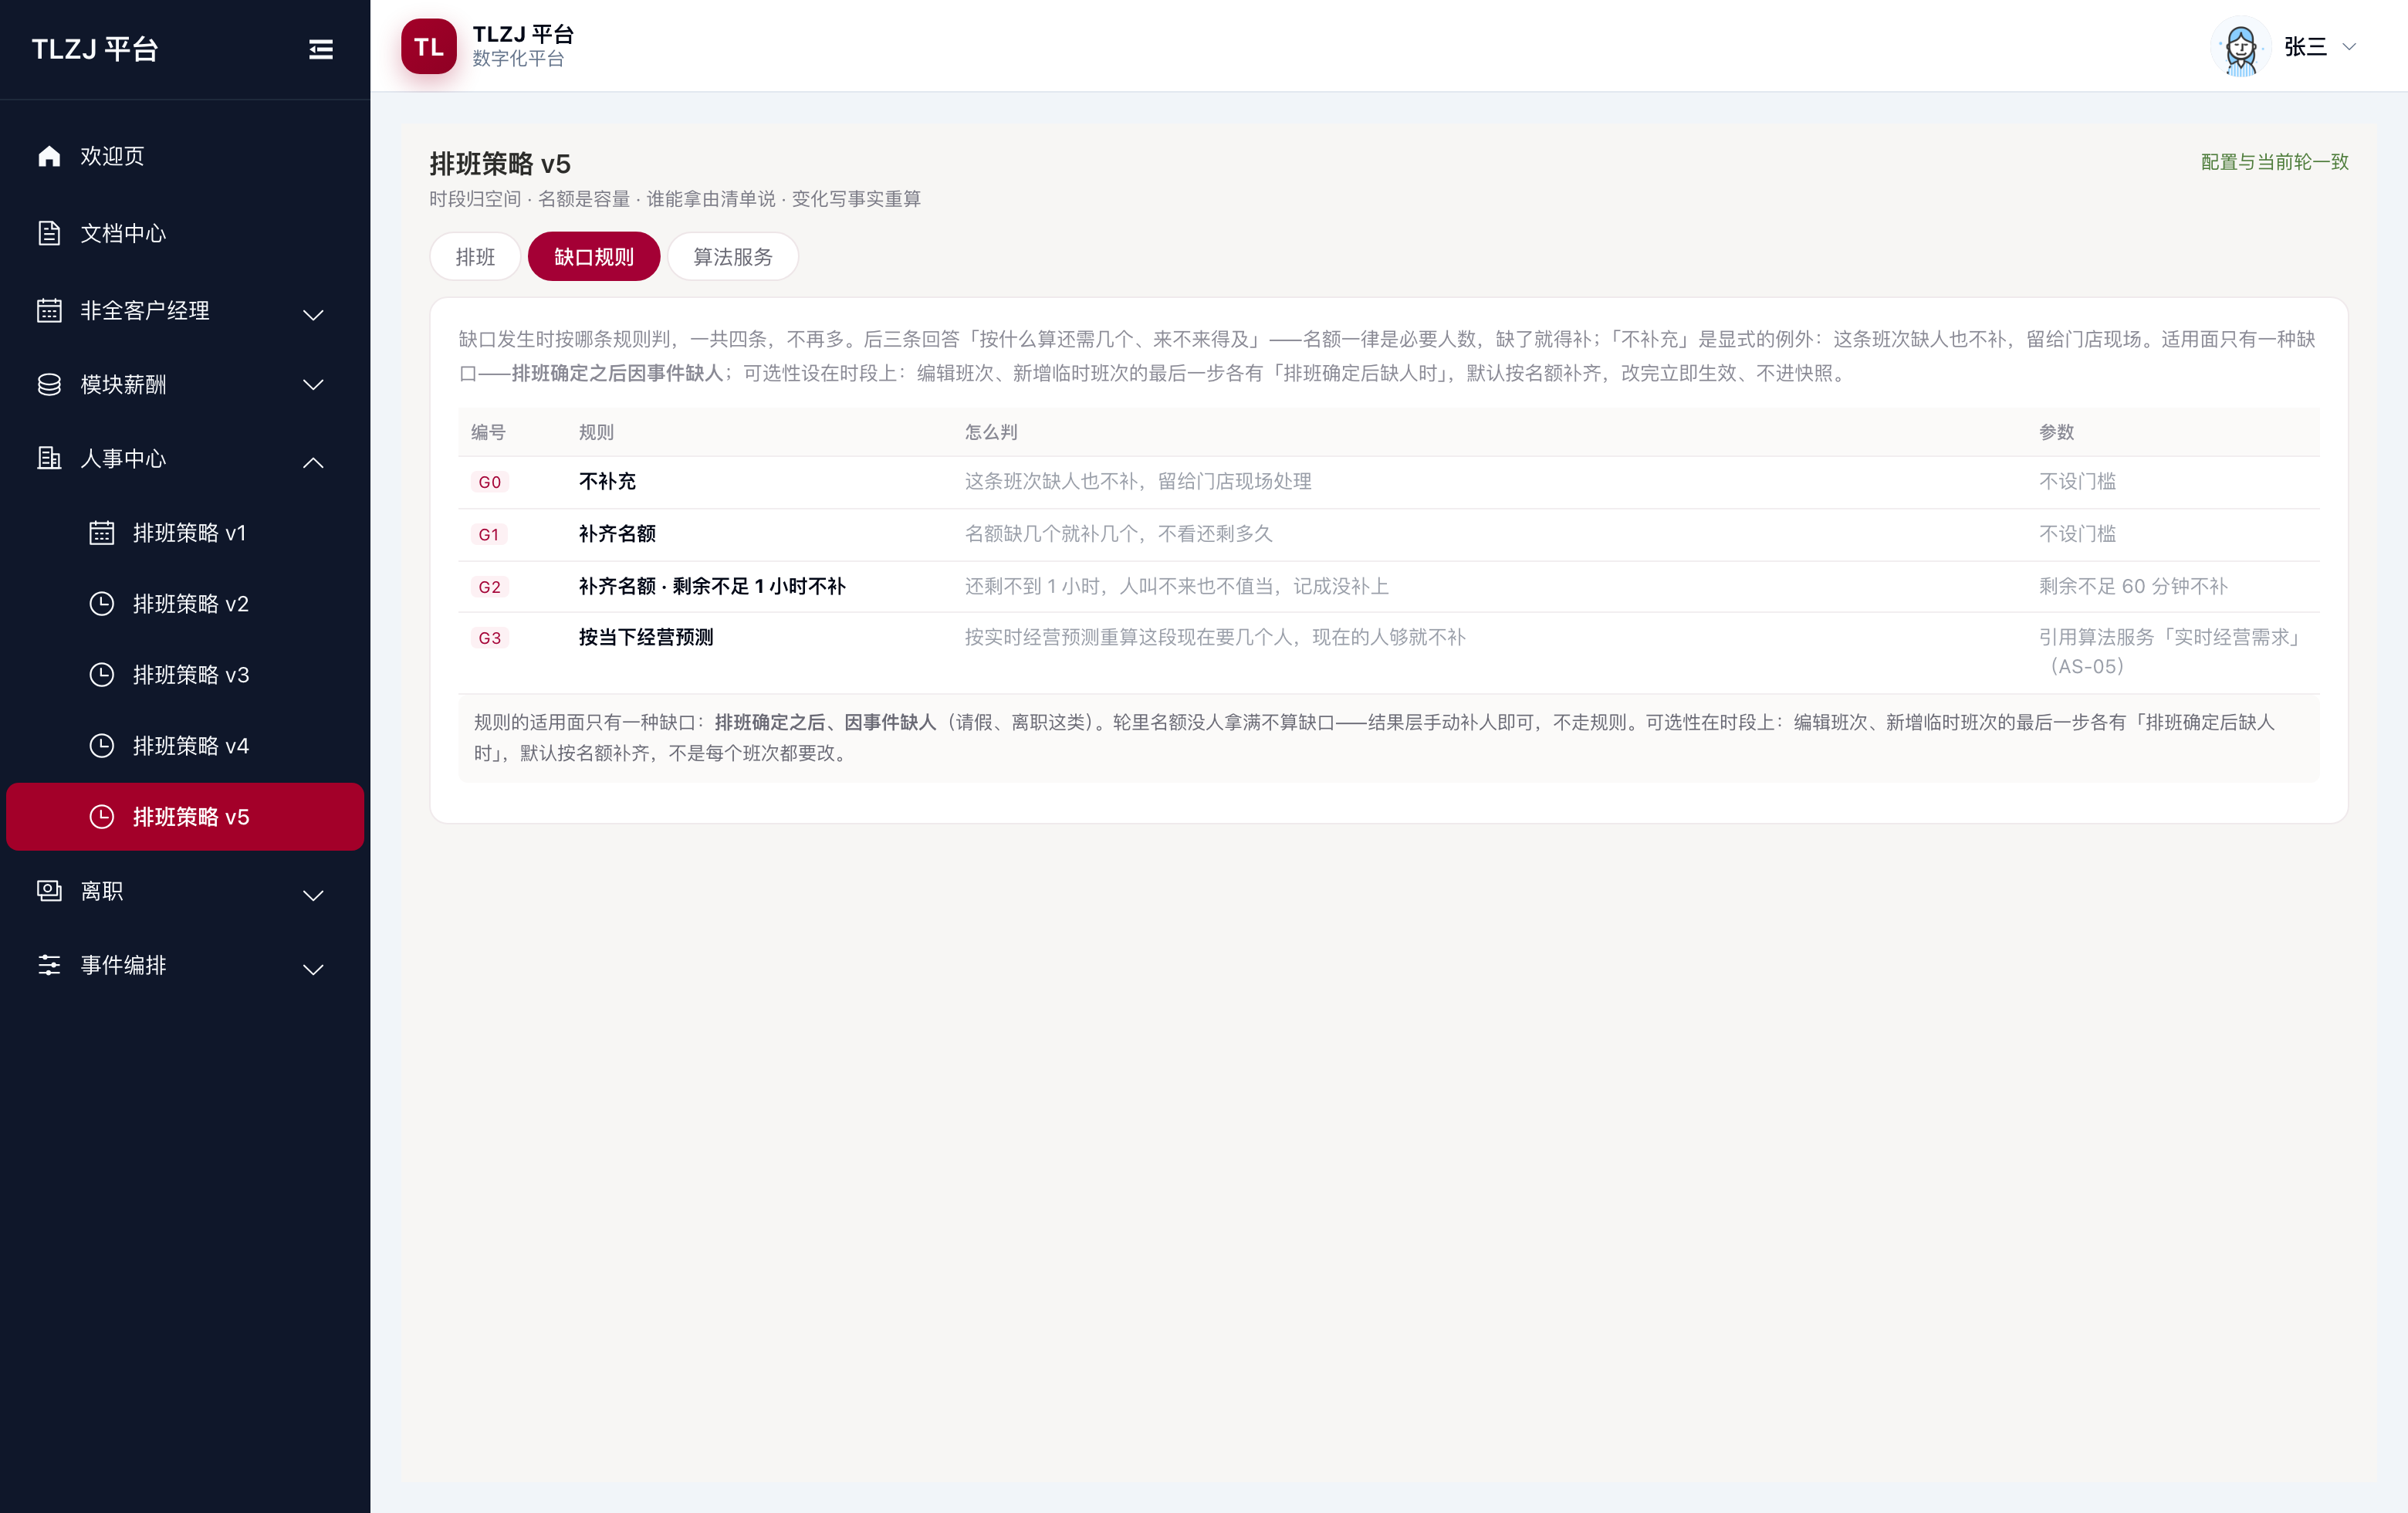 TLZJ 平台
欢迎页
文档中心
非全客户经理
模块薪酬
人事中心
排班策略 v1
排班策略 v2
排班策略 v3
排班策略 v4
排班策略 v5
离职
事件编排
TL
TLZJ 平台
数字化平台
张三
排班策略 v5
配置与当前轮一致
时段归空间 · 名额是容量 · 谁能拿由清单说 · 变化写事实重算
排班
缺口规则
算法服务
缺口发生时按哪条规则判，一共四条，不再多。后三条回答「按什么算还需几个、来不来得及」——名额一律是必要人数，缺了就得补；「不补充」是显式的例外：这条班次缺人也不补，留给门店现场。适用面只有一种缺
口——排班确定之后因事件缺人；可选性设在时段上：编辑班次、新增临时班次的最后一步各有「排班确定后缺人时」，默认按名额补齐，改完立即生效、不进快照。
编号 规则 怎么判 参数
G0 不补充 这条班次缺人也不补，留给门店现场处理 不设门槛
G1 补齐名额 名额缺几个就补几个，不看还剩多久 不设门槛
G2 补齐名额 · 剩余不足 1 小时不补 还剩不到 1 小时，人叫不来也不值当，记成没补上 剩余不足 60 分钟不补
G3 按当下经营预测 按实时经营预测重算这段现在要几个人，现在的人够就不补 引用算法服务「实时经营需求」
（AS-05）
规则的适用面只有一种缺口：排班确定之后、因事件缺人（请假、离职这类）。轮里名额没人拿满不算缺口——结果层手动补人即可，不走规则。可选性在时段上：编辑班次、新增临时班次的最后一步各有「排班确定后缺人
时」，默认按名额补齐，不是每个班次都要改。